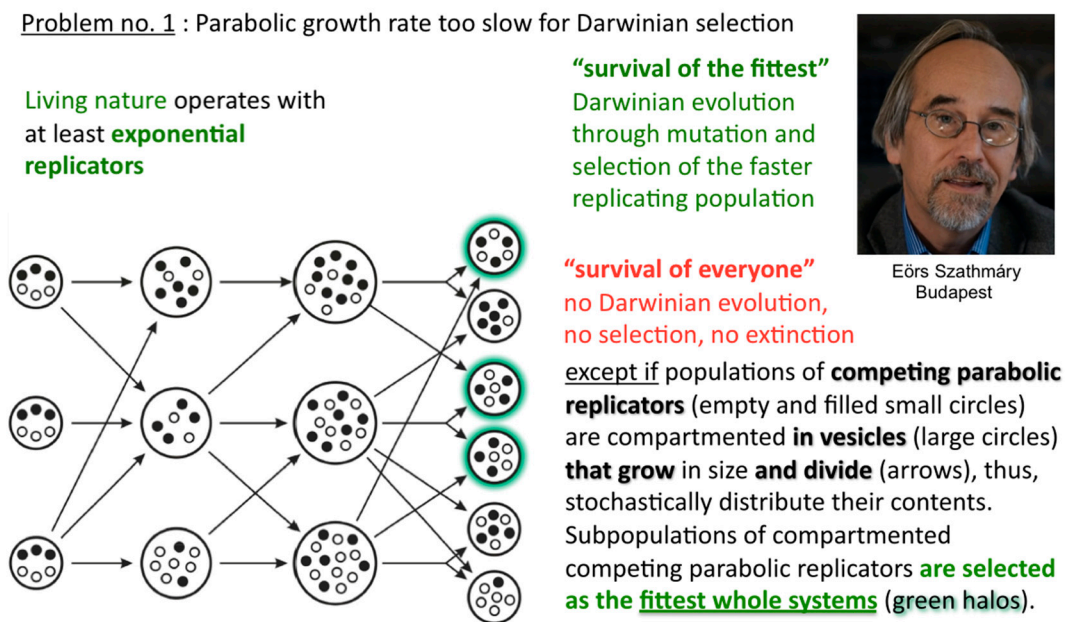 Problem no. 1 : Parabolic growth rate too slow for Darwinian selection
Living nature operates with
at least exponential
replicators
"survival of the fittest"
Darwinian evolution
through mutation and
selection of the faster
replicating population
Eörs Szathmáry
Budapest
"survival of everyone"
no Darwinian evolution,
no selection, no extinction
except if populations of competing parabolic
replicators (empty and filled small circles)
are compartmented in vesicles (large circles)
that grow in size and divide (arrows), thus,
stochastically distribute their contents.
Subpopulations of compartmented
competing parabolic replicators are selected
as the fittest whole systems (green halos).